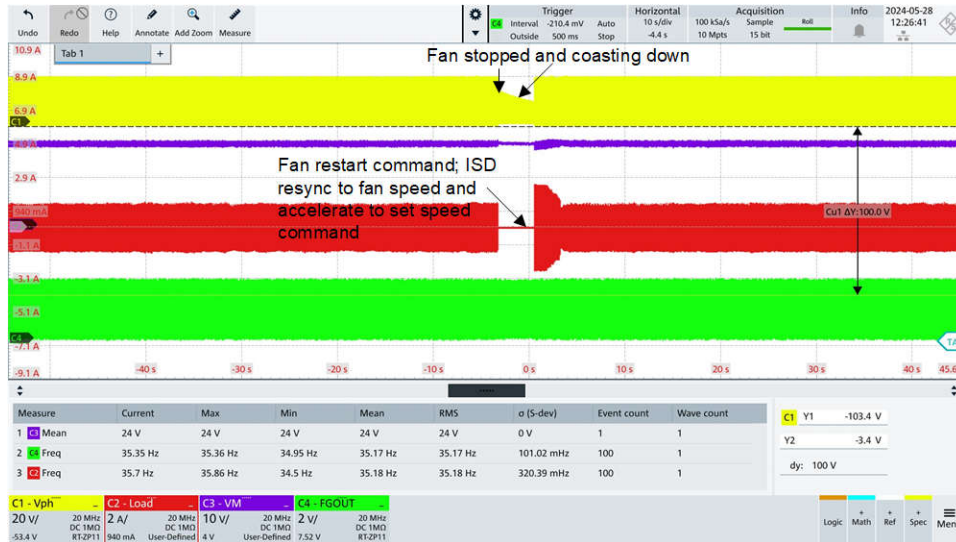 Undo
Redo
Help
Annotate
Add Zoom
Measure
Trigger
C4 Interval -210.4 mV Auto
Outside 500 ms Stop
Horizontal
10 s/div
-4.4 s
Acquisition
100 kSa/s Sample Roll
10 Mpts 15 bit
Info
2024-05-28
12:26:41
Tab 1 +
10.9 A
Fan stopped and coasting down
8.9 A
6.9 A
C1
4.9 A
Fan restart command; ISD
resync to fan speed and
accelerate to set speed
command
2.9 A
940 mA
Cu1 ΔY:100.0 V
-1.1 A
-3.1 A
-5.1 A
C4
-7.1 A
TA
-9.1 A
-40 s -30 s -20 s -10 s 0 s 10 s 20 s 30 s 40 s 45.6
Measure Current Max Min Mean RMS σ (S-dev) Event count Wave count
1 C3 Mean 24 V 24 V 24 V 24 V 24 V 0 V 1 1
2 C4 Freq 35.35 Hz 35.36 Hz 34.95 Hz 35.17 Hz 35.17 Hz 101.02 mHz 100 1
3 C2 Freq 35.7 Hz 35.86 Hz 34.5 Hz 35.18 Hz 35.18 Hz 320.39 mHz 100 1
C1 Y1 -103.4 V
Y2 -3.4 V
dy: 100 V
C1 - Vph
20 V/ 20 MHz
DC 1MΩ
-53.4 V RT-ZP11
C2 - Load
2 A/ 20 MHz
DC 1MΩ
940 mA User-Defined
C3 - VM
10 V/ 20 MHz
DC 1MΩ
4 V User-Defined
C4 - FGOUT
2 V/ 20 MHz
DC 1MΩ
7.52 V RT-ZP11
Logic
+ Math
+ Ref
+ Spec
Men